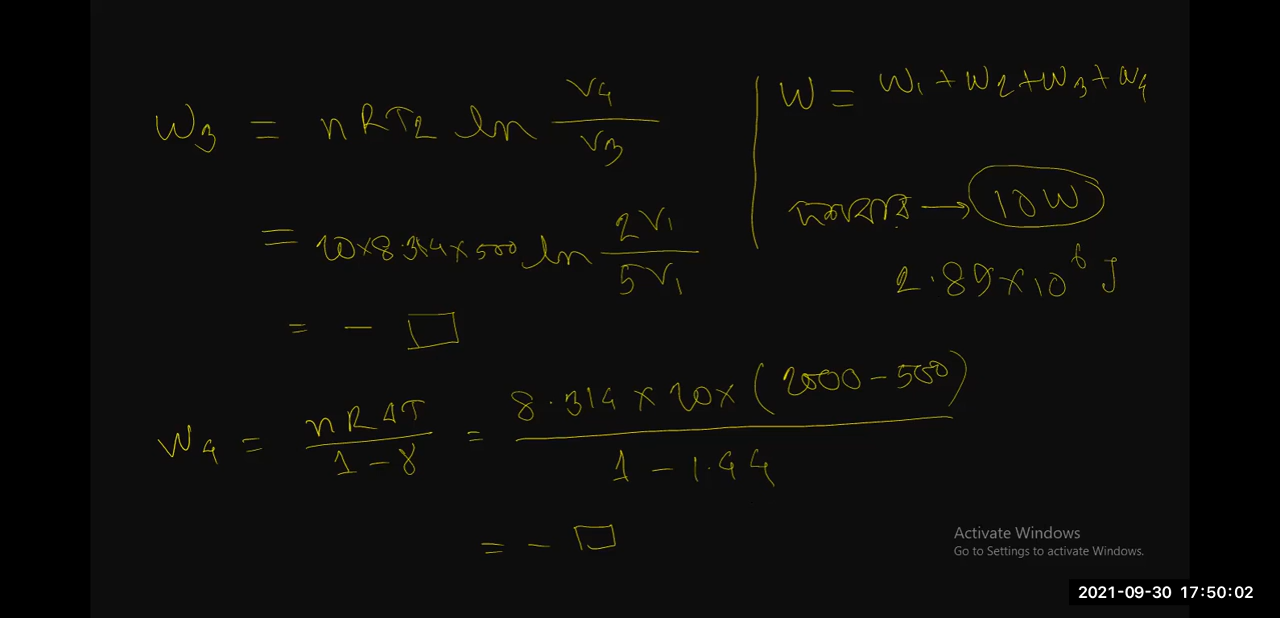 W3 = nRT2 ln V4/V3
= 20×8.314×500 ln 2V1/5V1
= - □
W4 = nRΔT/1-γ = 8.314 × 20 × (2000 - 500)/1 - 1.44
= - □
W = W1 + W2 + W3 + W4
→ 10W
2.89 × 10^6 J
Activate Windows
Go to Settings to activate Windows.
2021-09-30 17:50:02